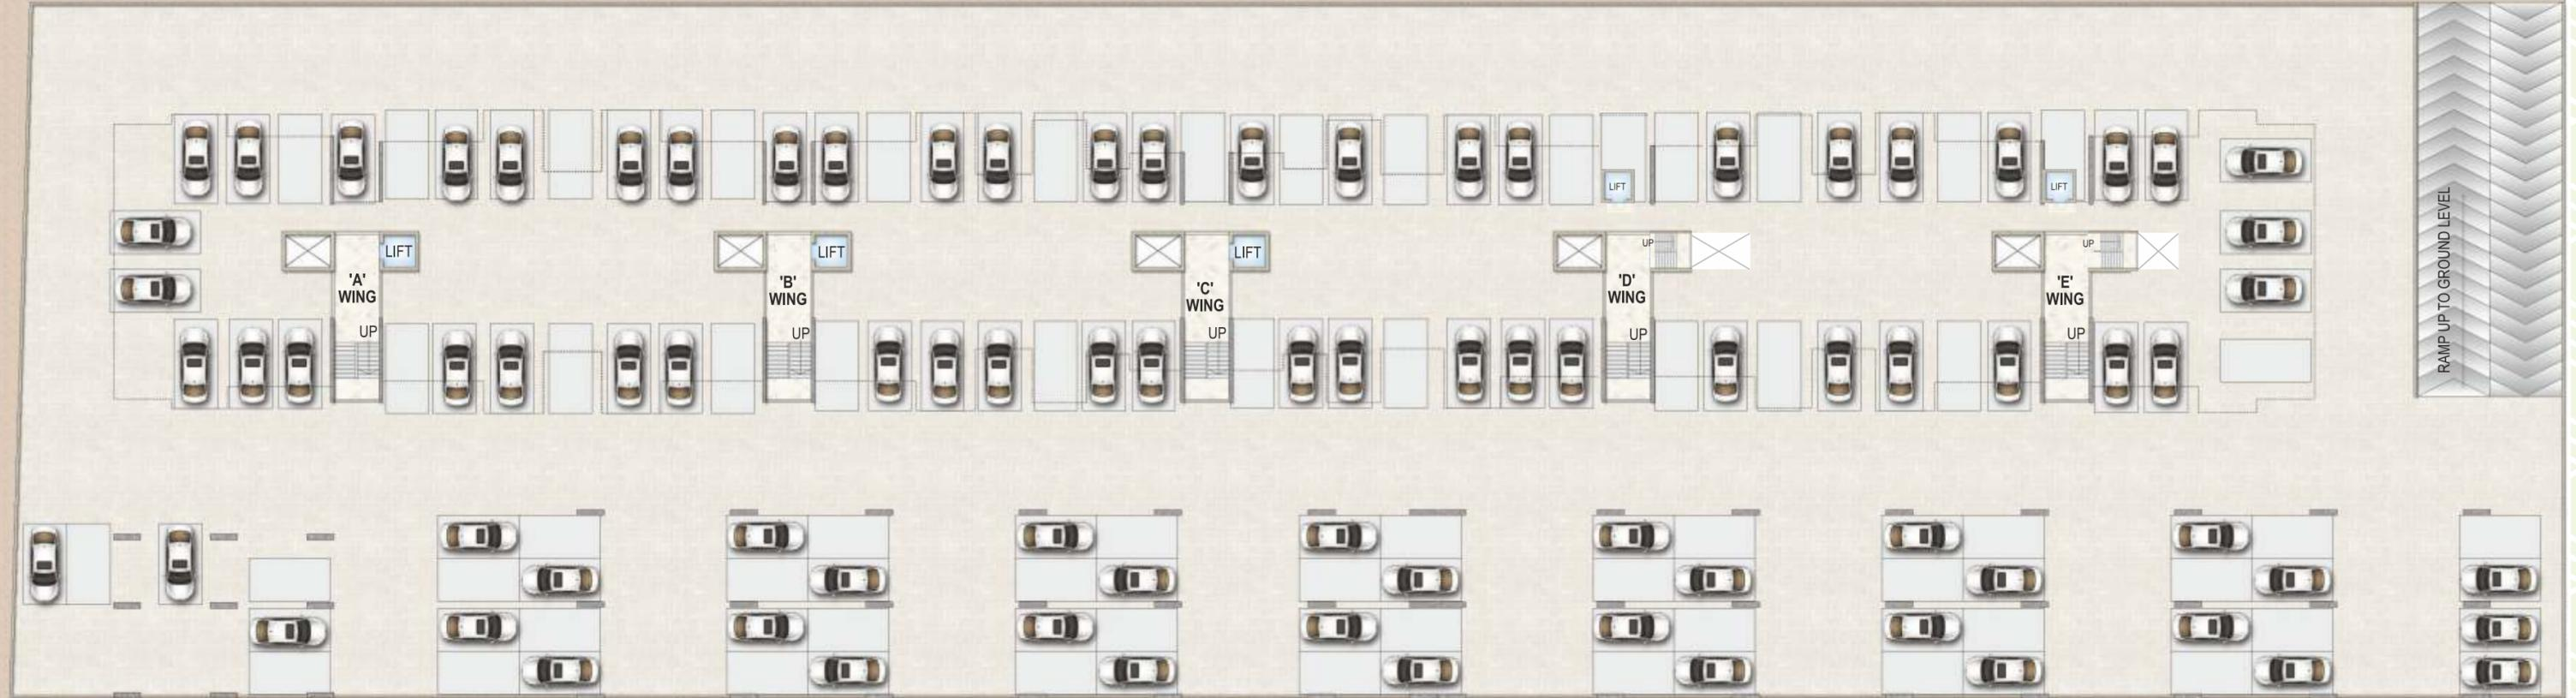 LIFT
LIFT
LIFT
'A'
WING
UP
LIFT
'B'
WING
UP
LIFT
'C'
WING
UP
UP
'D'
WING
UP
UP
'E'
WING
UP
RAMP UP TO GROUND LEVEL